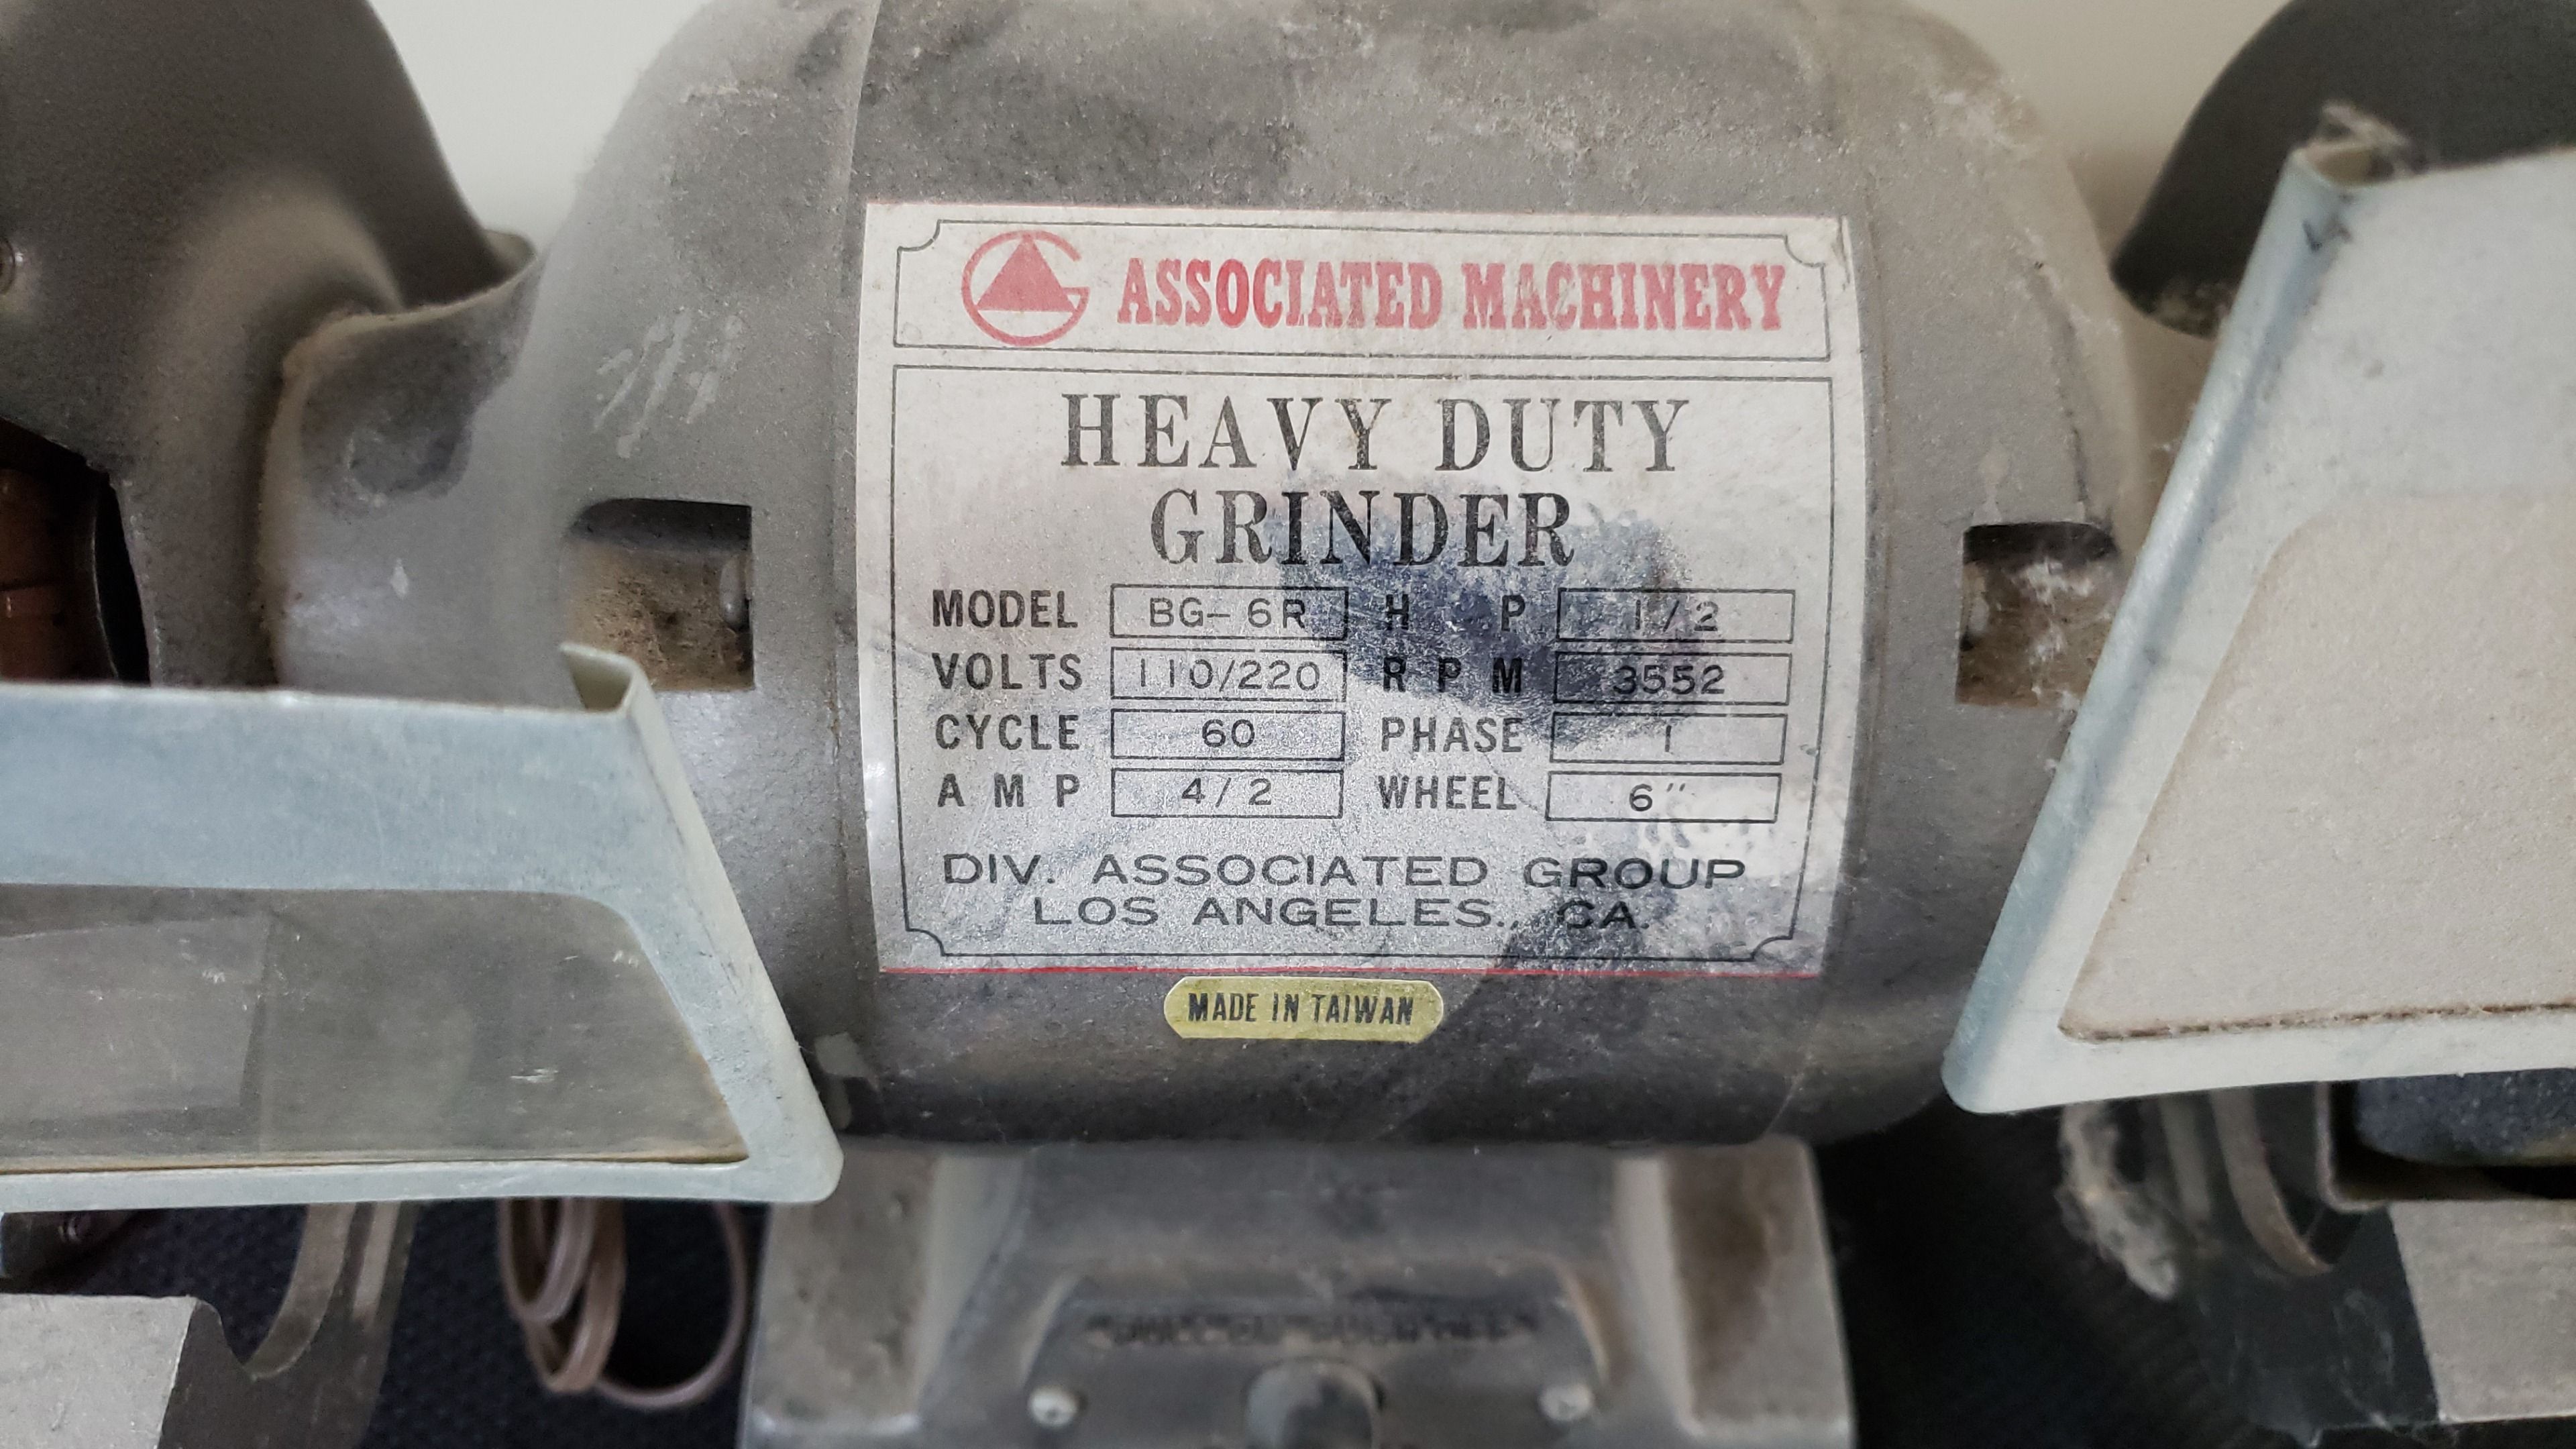 ASSOCIATED MACHINERY
HEAVY DUTY
GRINDER
MODEL BG-6R H P 1/2
VOLTS 110/220 R P M 3552
CYCLE 60 PHASE 1
A M P 4/2 WHEEL 6"
DIV. ASSOCIATED GROUP
LOS ANGELES., CA.
MADE IN TAIWAN